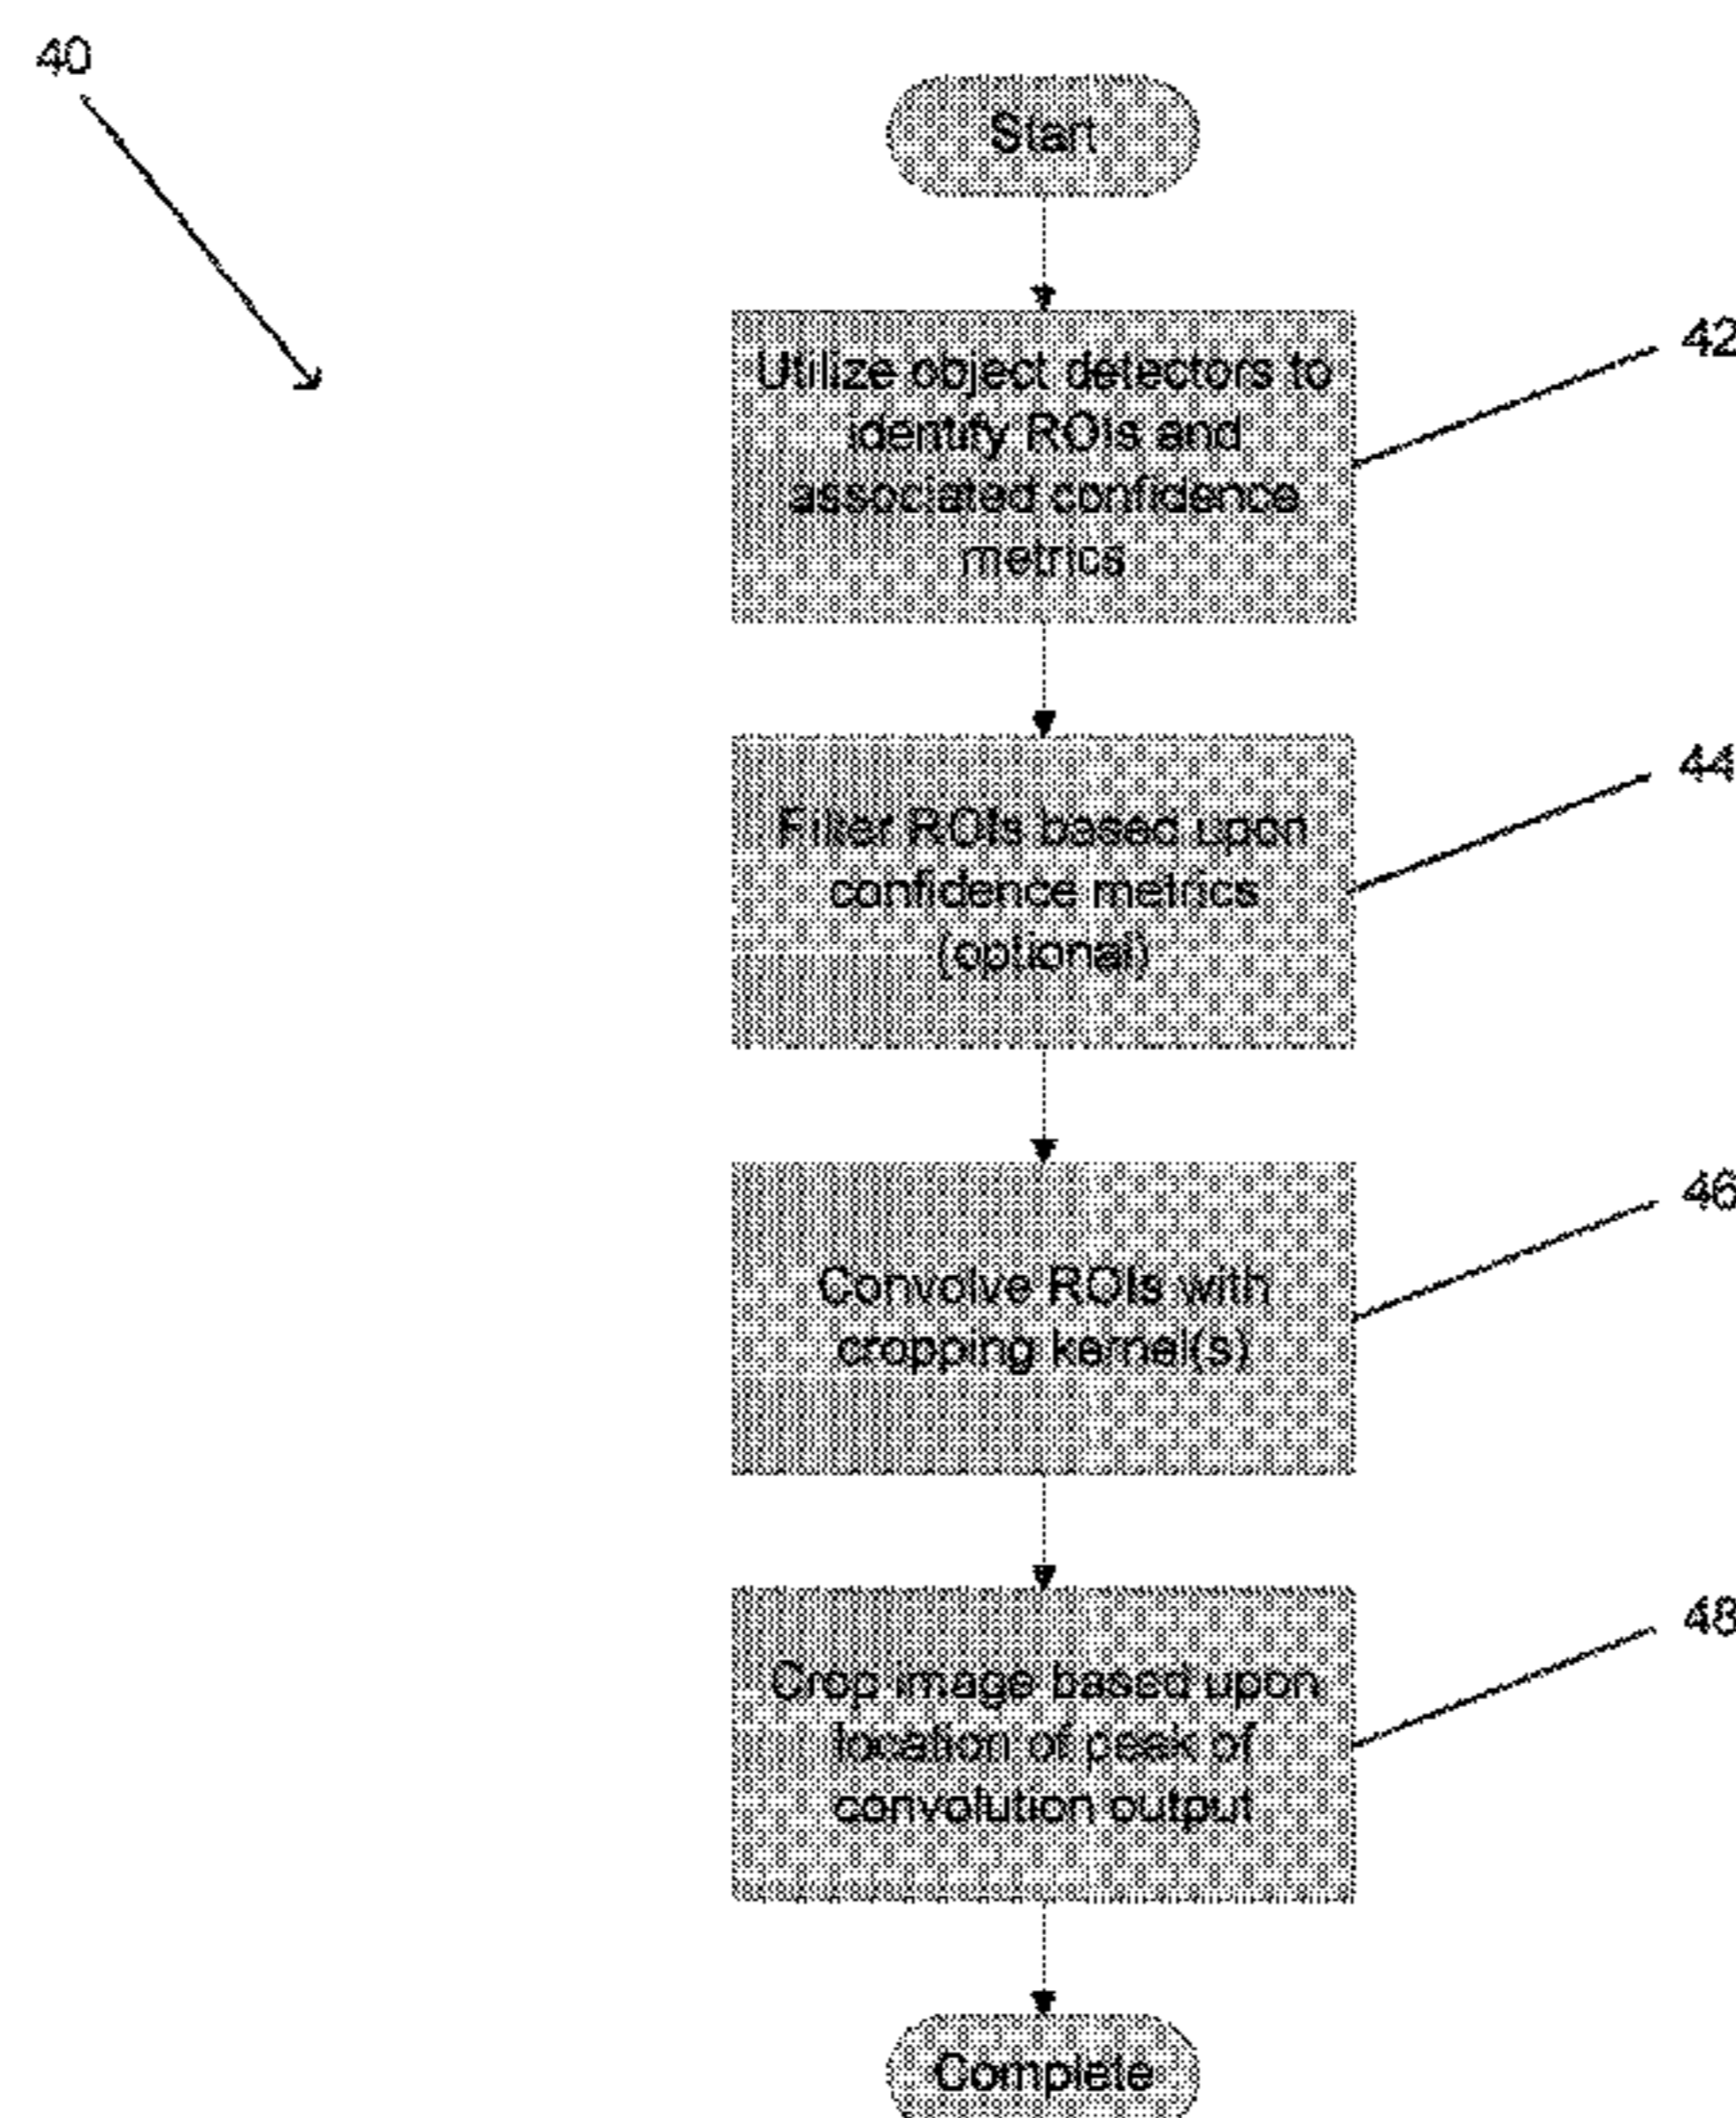 40
Start
Utilize object detectors to
identify ROIs and
associated confidence
metrics
42
Filter ROIs based upon
confidence metrics
(optional)
44
Convolve ROIs with
cropping kernel(s)
46
Crop image based upon
location of peak of
convolution output
48
Complete